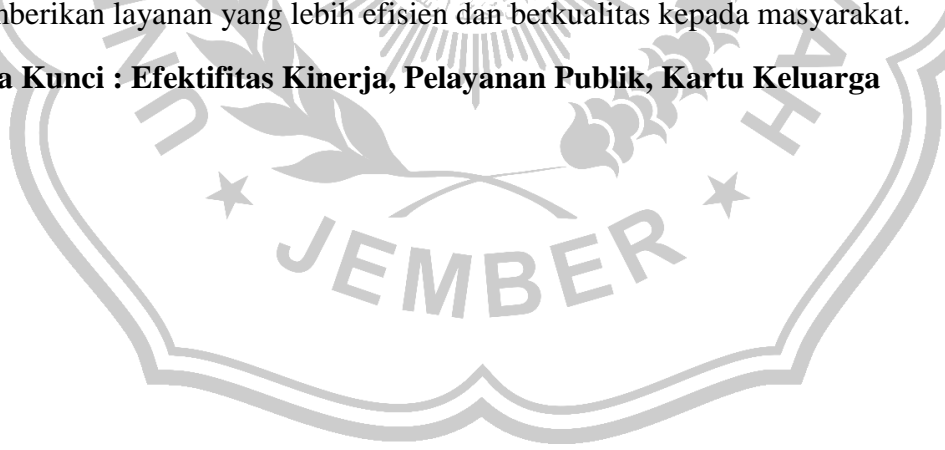 mberikan layanan yang lebih efisien dan berkualitas kepada masyarakat.
a Kunci : Efektifitas Kinerja, Pelayanan Publik, Kartu Keluarga
JEMBER